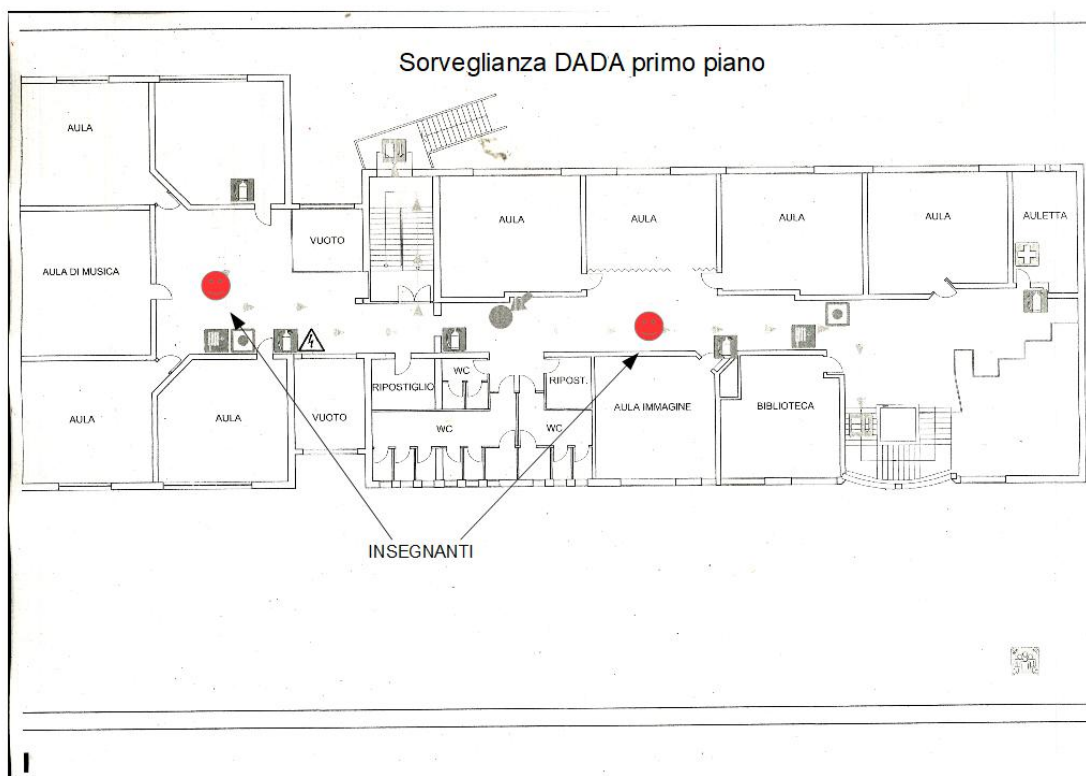 Sorveglianza DADA primo piano
AULA
AULA DI MUSICA
VUOTO
AULA
AULA
AULA
AULA
AULETTA
AULA
AULA
VUOTO
RIPOSTIGLIO
WC
RIPOST.
WC
WC
AULA IMMAGINE
BIBLIOTECA
INSEGNANTI